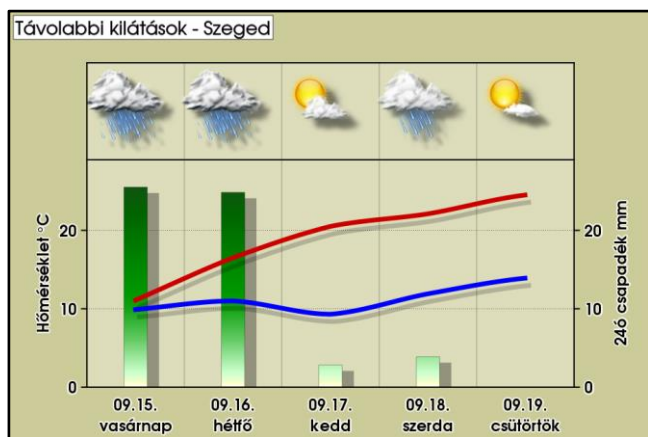 Távolabbi kilátások - Szeged
Hőmérséklet °C
20
10
0
20
10
0
24ó csapadék mm
09.15.
vasárnap
09.16.
hétfő
09.17.
kedd
09.18.
szerda
09.19.
csütörtök